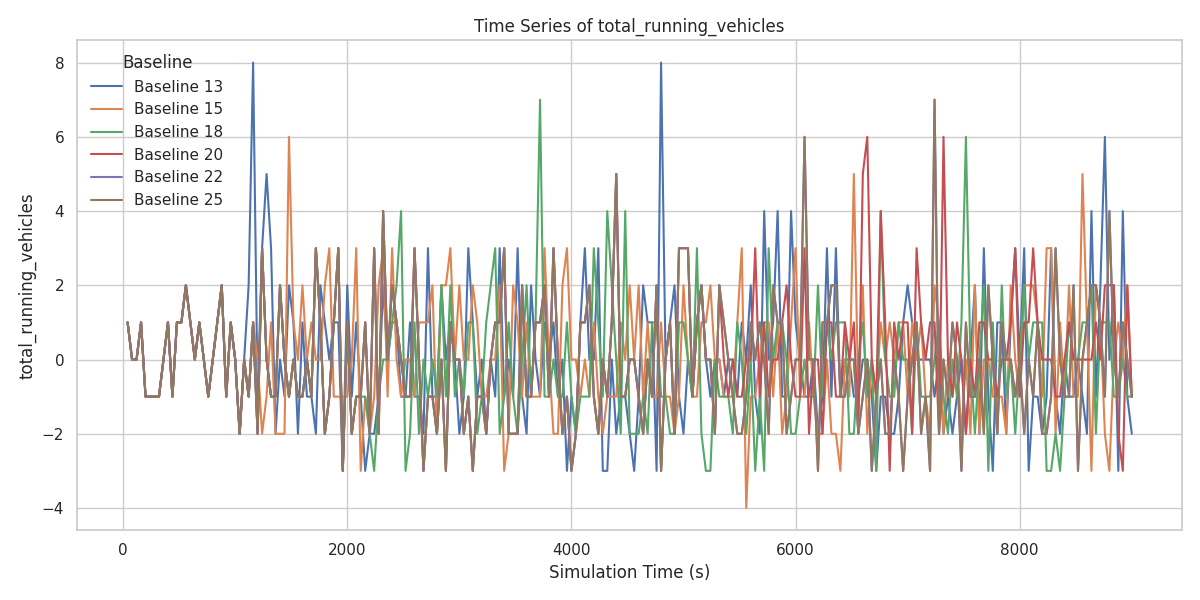 Time Series of total_running_vehicles
total_running_vehicles
8
6
4
2
0
−2
−4
Baseline
Baseline 13
Baseline 15
Baseline 18
Baseline 20
Baseline 22
Baseline 25
0
2000
4000
6000
8000
Simulation Time (s)